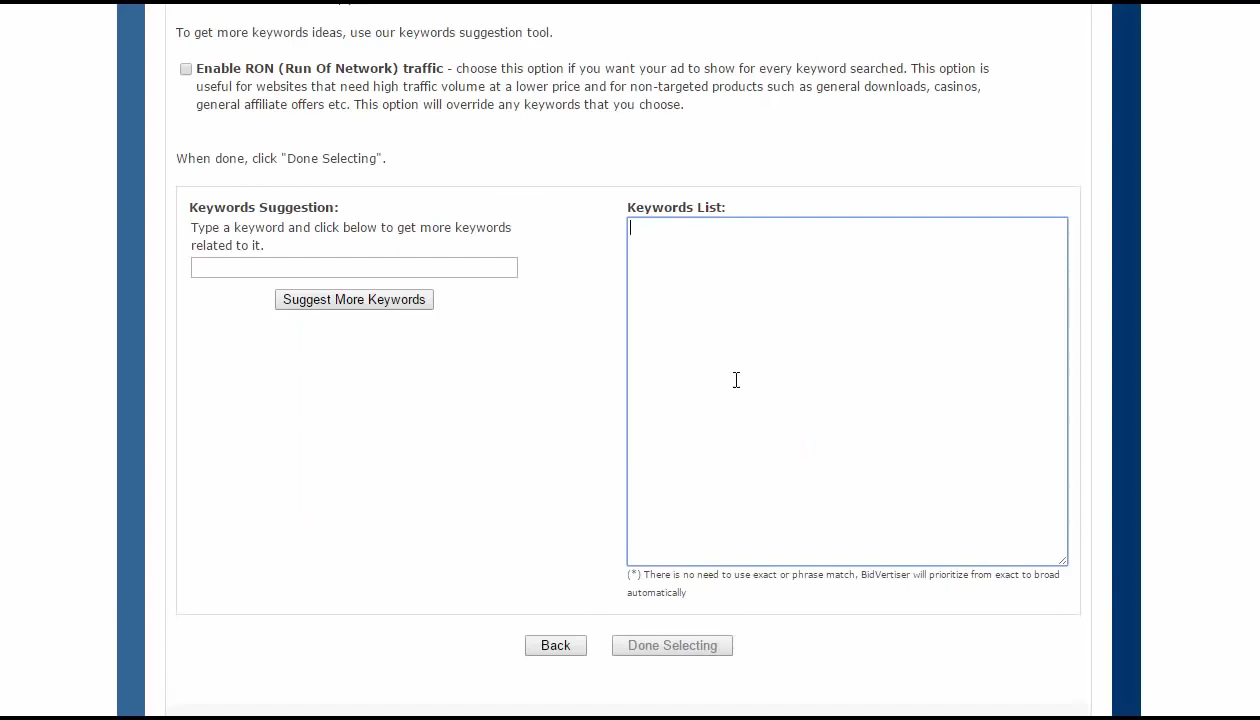 To get more keywords ideas, use our keywords suggestion tool.
Enable RON (Run Of Network) traffic - choose this option if you want your ad to show for every keyword searched. This option is
useful for websites that need high traffic volume at a lower price and for non-targeted products such as general downloads, casinos,
general affiliate offers etc. This option will override any keywords that you choose.
When done, click "Done Selecting".
Keywords Suggestion:
Type a keyword and click below to get more keywords
related to it.
Suggest More Keywords
Keywords List:
(*) There is no need to use exact or phrase match, BidVertiser will prioritize from exact to broad
automatically
Back
Done Selecting